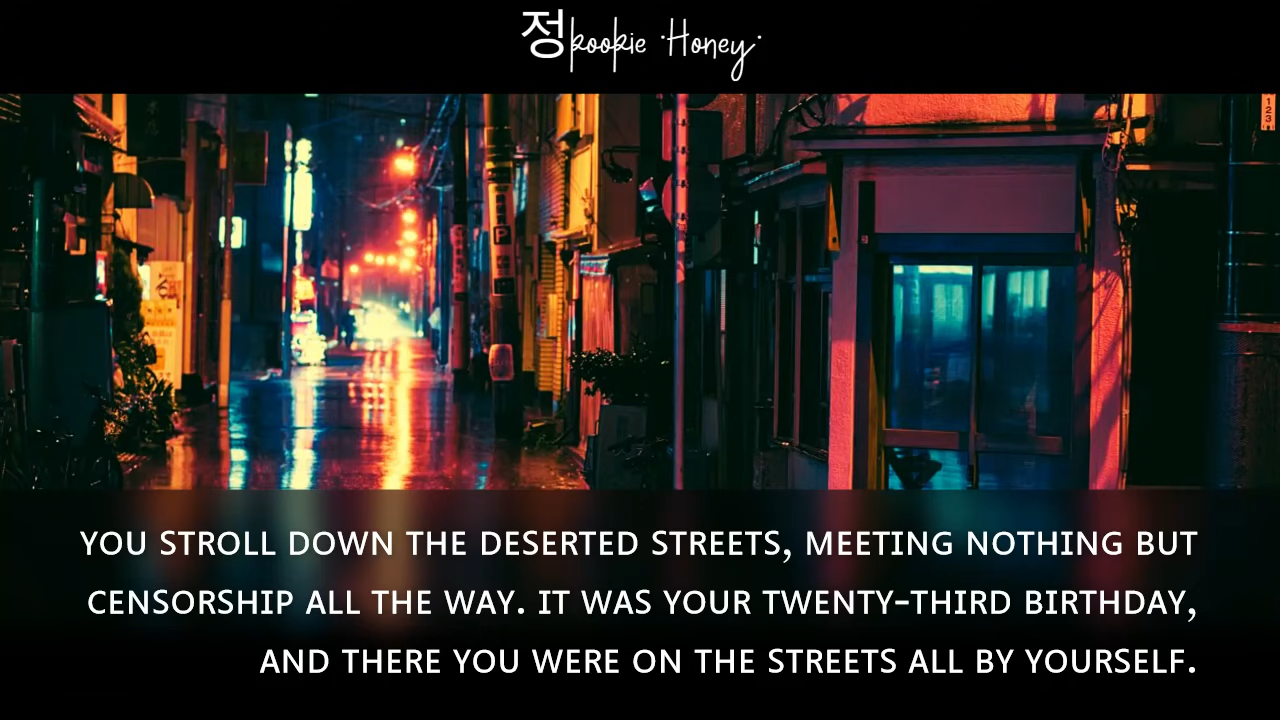 정kookie Honey
P
123
YOU STROLL DOWN THE DESERTED STREETS, MEETING NOTHING BUT
CENSORSHIP ALL THE WAY. IT WAS YOUR TWENTY-THIRD BIRTHDAY,
AND THERE YOU WERE ON THE STREETS ALL BY YOURSELF.